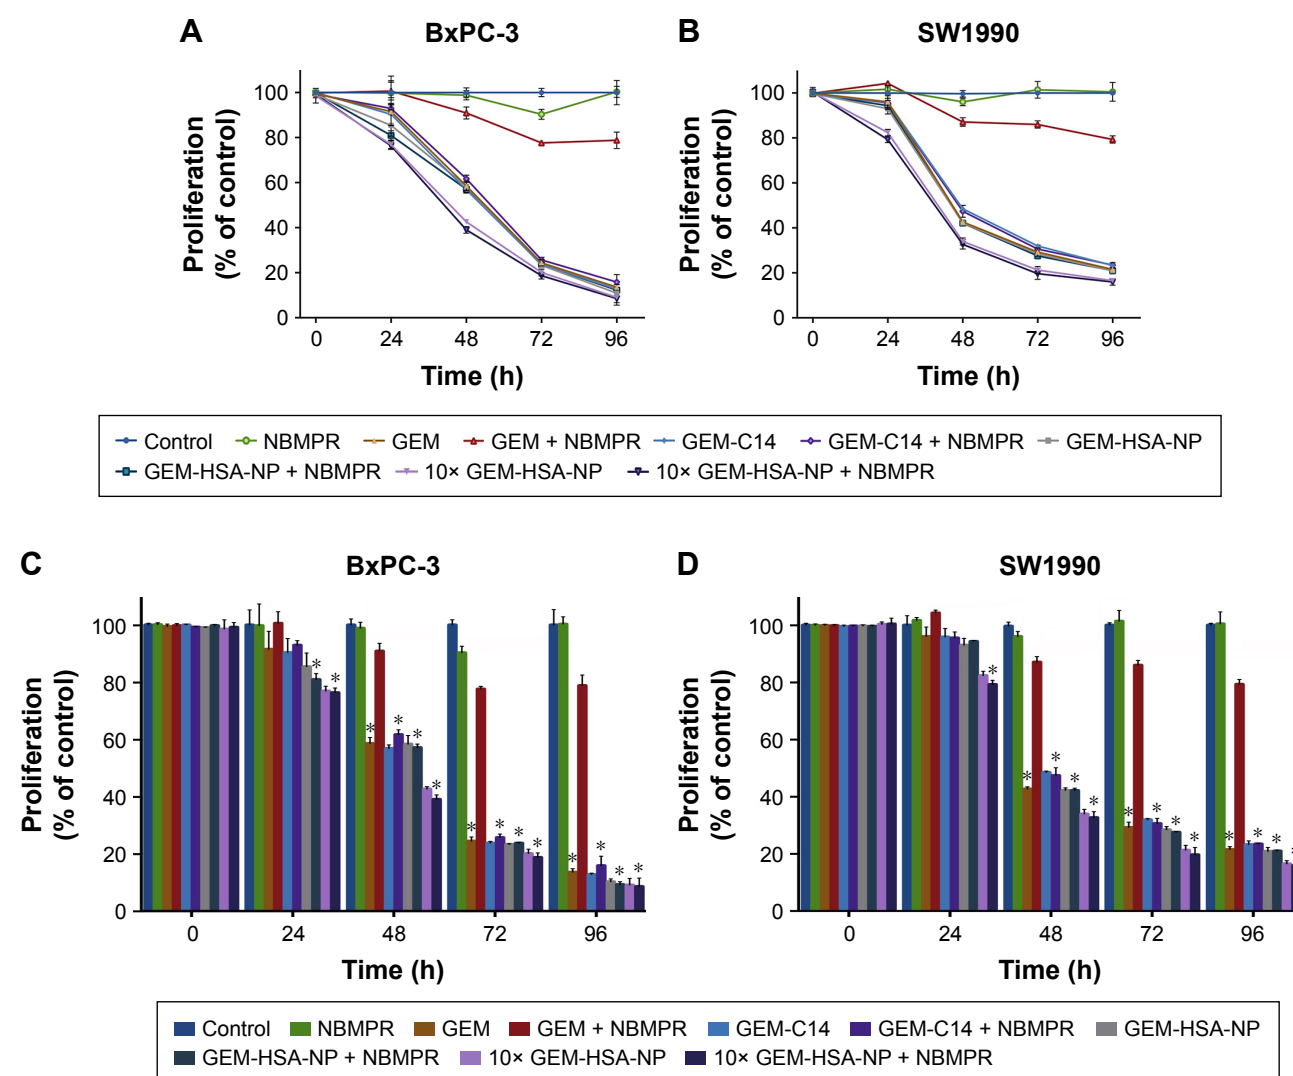 A
BxPC-3
B
SW1990
Proliferation
(% of control)
100
80
60
40
20
0
0 24 48 72 96
Time (h)
Proliferation
(% of control)
100
80
60
40
20
0
0 24 48 72 96
Time (h)
Control NBMPR GEM GEM + NBMPR GEM-C14 GEM-C14 + NBMPR GEM-HSA-NP
GEM-HSA-NP + NBMPR 10× GEM-HSA-NP 10× GEM-HSA-NP + NBMPR
C
BxPC-3
D
SW1990
Proliferation
(% of control)
100
80
60
40
20
0
* * * * * * * * * * * * * * *
0 24 48 72 96
Time (h)
Proliferation
(% of control)
100
80
60
40
20
0
* * * * * * * * * * * *
0 24 48 72 96
Time (h)
Control NBMPR GEM GEM + NBMPR GEM-C14 GEM-C14 + NBMPR GEM-HSA-NP
GEM-HSA-NP + NBMPR 10× GEM-HSA-NP 10× GEM-HSA-NP + NBMPR